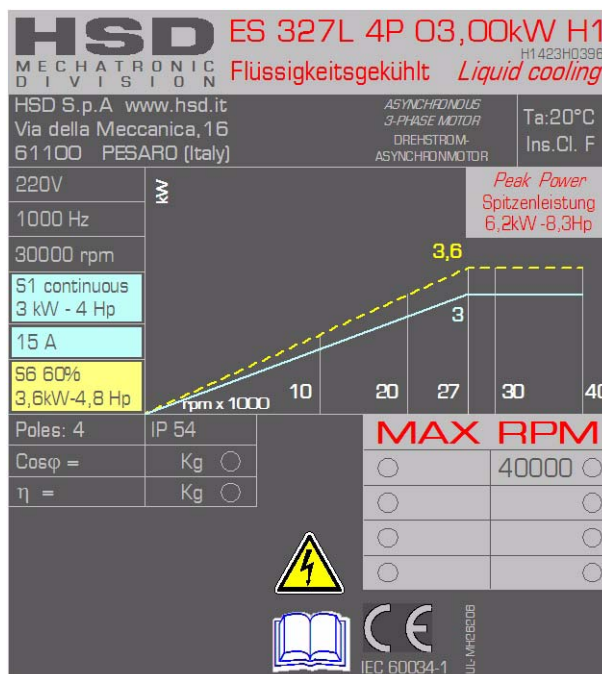 HSD
MECHATRONIC
DIVISION
ES 327L 4P 03,00kW H1
H1423H0396
Flüssigkeitsgekühlt Liquid cooling
HSD S.p.A www.hsd.it
Via della Meccanica,16
61100 PESARO (Italy)
ASYNCHRONOUS
3-PHASE MOTOR
DREHSTROM-
ASYNCHRONMOTOR
Ta:20°C
Ins.Cl. F
220V
1000 Hz
30000 rpm
S1 continuous
3 kW - 4 Hp
15 A
S6 60%
3,6kW-4,8 Hp
kW
Peak Power
Spitzenleistung
6,2kW -8,3Hp
3,6
3
rpm x 1000
10 20 27 30 40
Poles: 4 IP 54
Cosφ = Kg
η = Kg
MAX RPM
40000
CE
IEC 60034-1
UL-MH26208